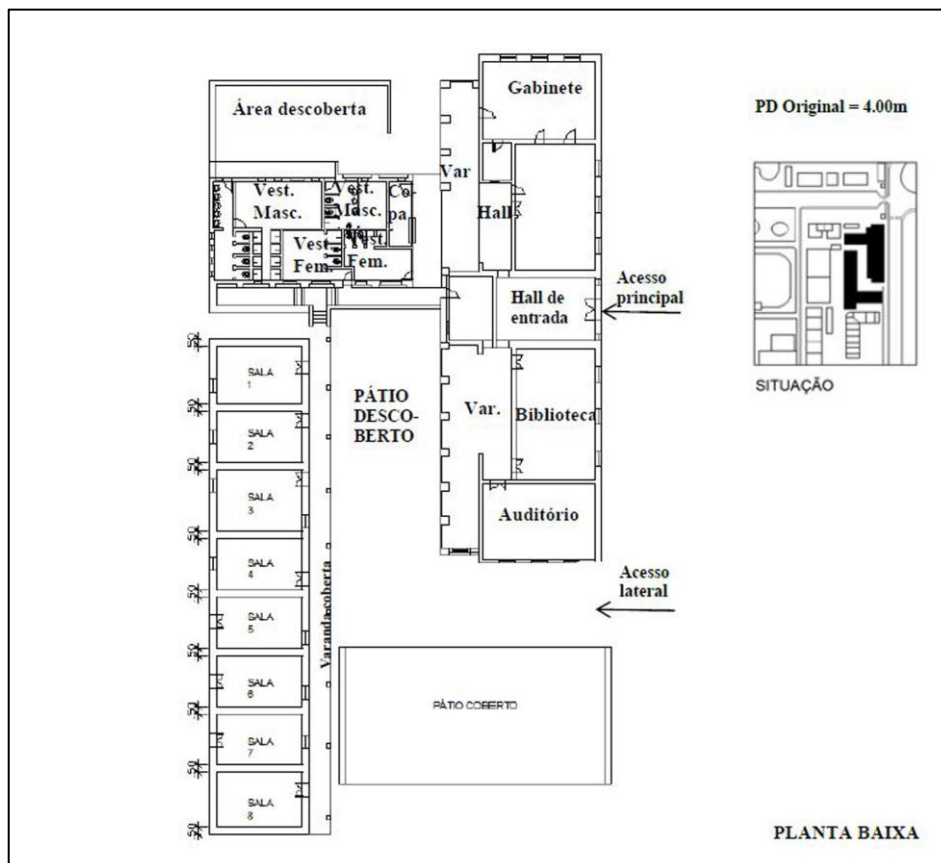 Gabinete
Área descoberta
PD Original = 4.00m
Var
Vest.
Masc.
Vest.
Masc.
Co-
pa
Hall
Vest
Fem.
Vest.
Fem.
Hall de
entrada
Acesso
principal
SITUAÇÃO
SALA
1
PÁTIO
DESCO-
BERTO
Var.
Biblioteca
SALA
2
SALA
3
Auditório
SALA
4
Acesso
lateral
Varanda coberta
SALA
5
SALA
6
PÁTIO COBERTO
SALA
7
SALA
8
PLANTA BAIXA